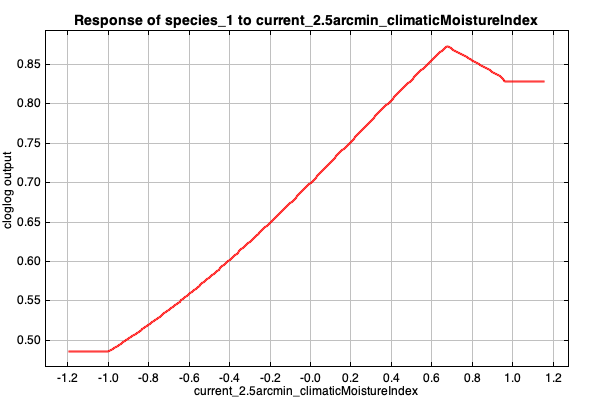 Response of species_1 to current_2.5arcmin_climaticMoistureIndex
cloglog output
0.85
0.80
0.75
0.70
0.65
0.60
0.55
0.50
-1.2 -1.0 -0.8 -0.6 -0.4 -0.2 -0.0 0.2 0.4 0.6 0.8 1.0 1.2
current_2.5arcmin_climaticMoistureIndex